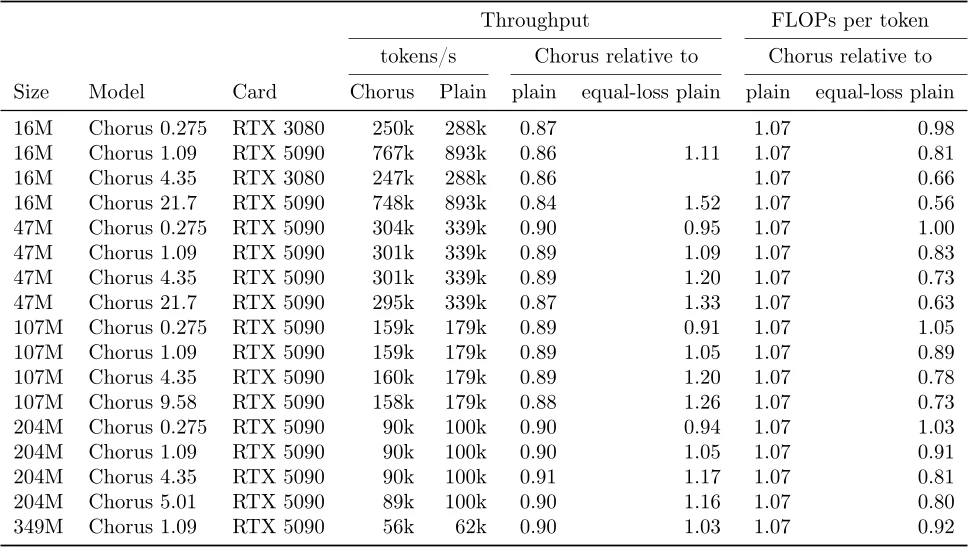 Throughput FLOPs per token
tokens/s Chorus relative to Chorus relative to
Size Model Card Chorus Plain plain equal-loss plain plain equal-loss plain
16M Chorus 0.275 RTX 3080 250k 288k 0.87 1.07 0.98
16M Chorus 1.09 RTX 5090 767k 893k 0.86 1.11 1.07 0.81
16M Chorus 4.35 RTX 3080 247k 288k 0.86 1.07 0.66
16M Chorus 21.7 RTX 5090 748k 893k 0.84 1.52 1.07 0.56
47M Chorus 0.275 RTX 5090 304k 339k 0.90 0.95 1.07 1.00
47M Chorus 1.09 RTX 5090 301k 339k 0.89 1.09 1.07 0.83
47M Chorus 4.35 RTX 5090 301k 339k 0.89 1.20 1.07 0.73
47M Chorus 21.7 RTX 5090 295k 339k 0.87 1.33 1.07 0.63
107M Chorus 0.275 RTX 5090 159k 179k 0.89 0.91 1.07 1.05
107M Chorus 1.09 RTX 5090 159k 179k 0.89 1.05 1.07 0.89
107M Chorus 4.35 RTX 5090 160k 179k 0.89 1.20 1.07 0.78
107M Chorus 9.58 RTX 5090 158k 179k 0.88 1.26 1.07 0.73
204M Chorus 0.275 RTX 5090 90k 100k 0.90 0.94 1.07 1.03
204M Chorus 1.09 RTX 5090 90k 100k 0.90 1.05 1.07 0.91
204M Chorus 4.35 RTX 5090 90k 100k 0.91 1.17 1.07 0.81
204M Chorus 5.01 RTX 5090 89k 100k 0.90 1.16 1.07 0.80
349M Chorus 1.09 RTX 5090 56k 62k 0.90 1.03 1.07 0.92